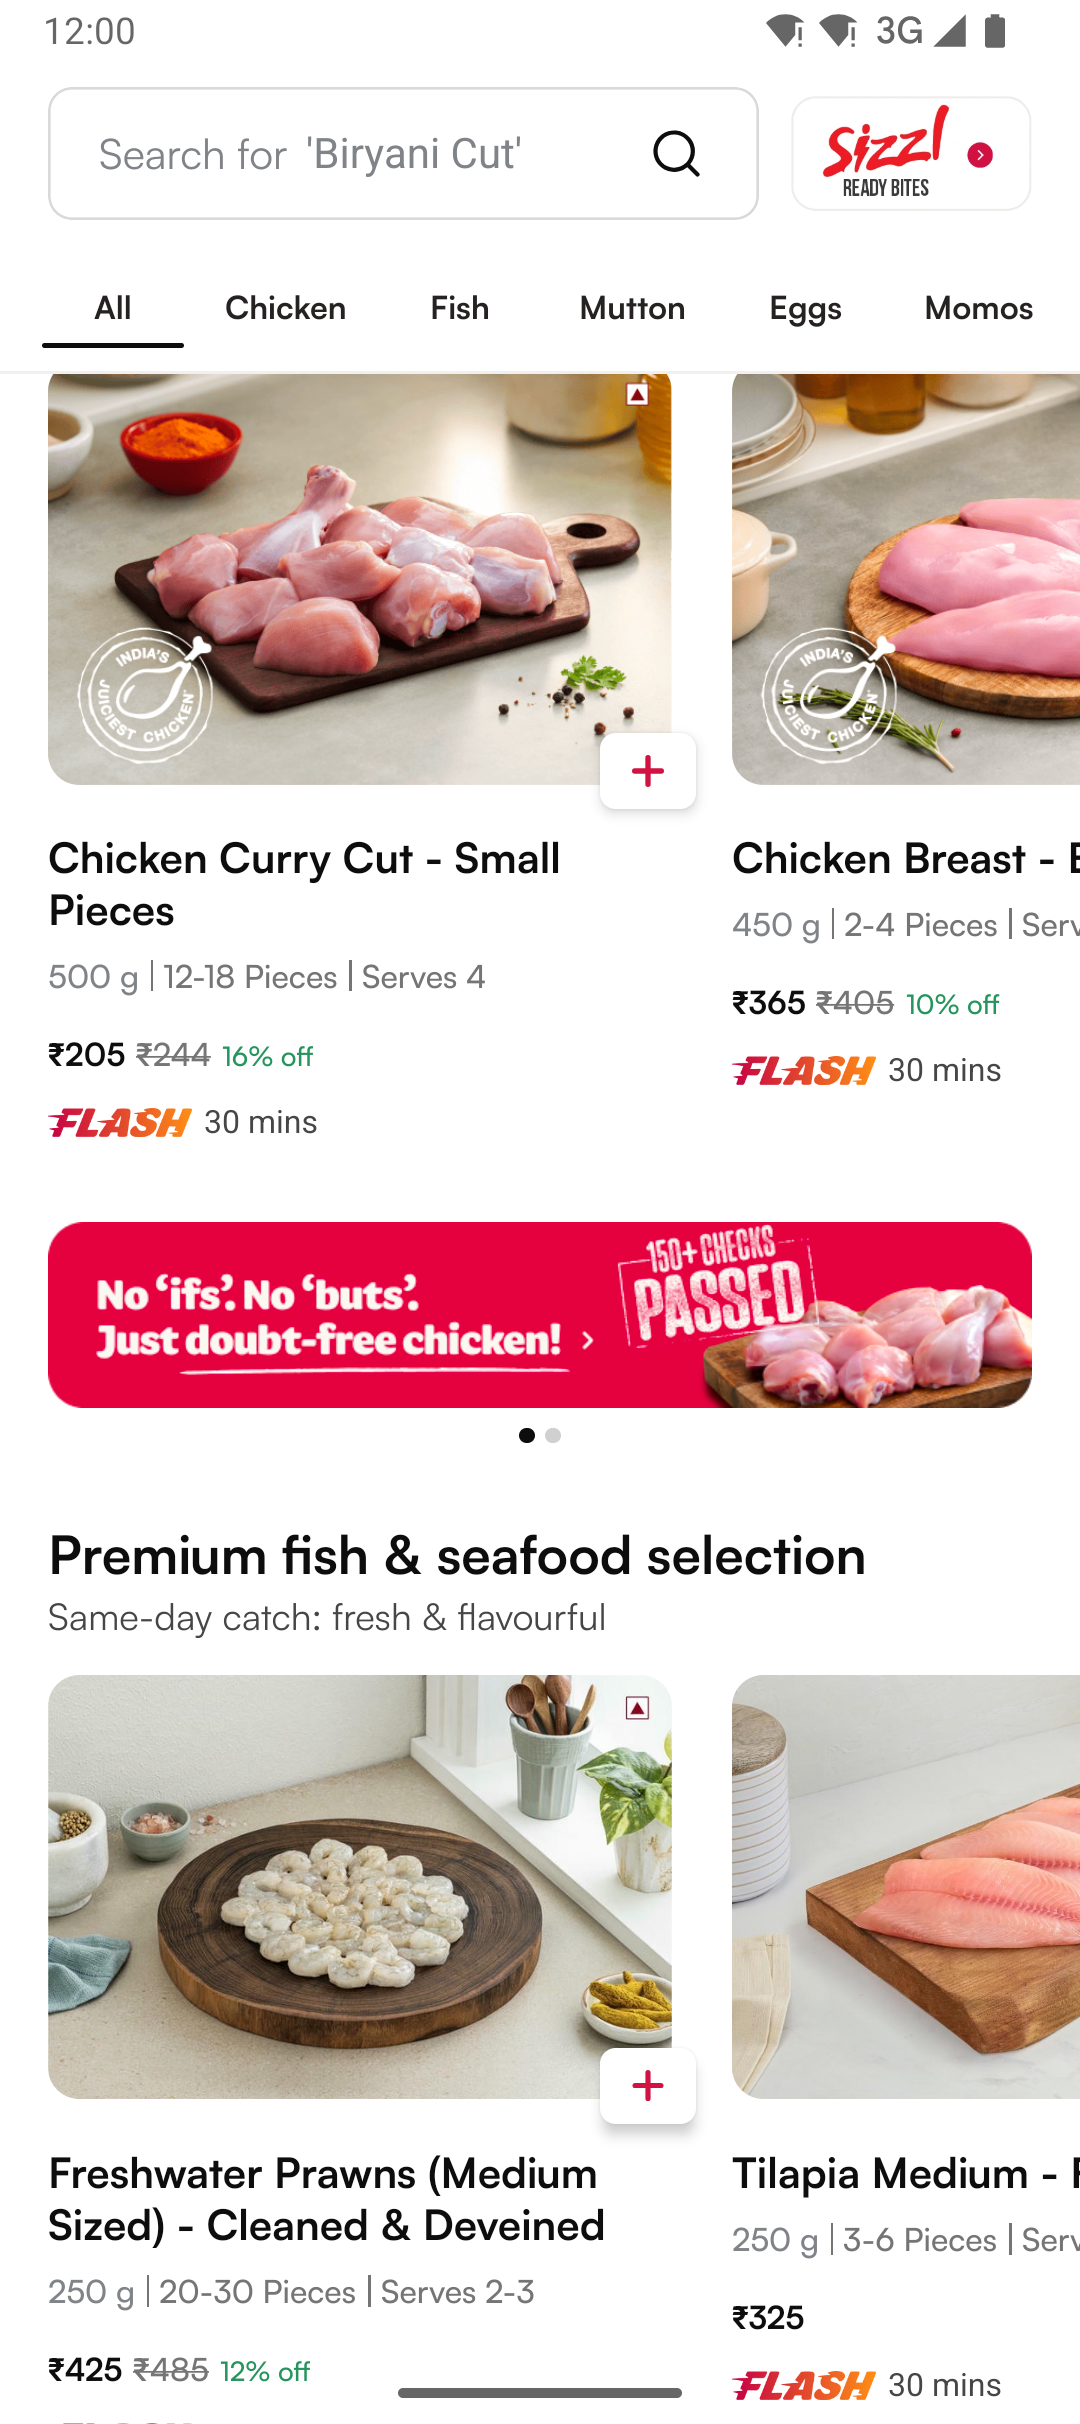 12:00
3G
Search for 'Biryani Cut'
Sizzl
READY BITES
All Chicken Fish Mutton Eggs Momos
INDIA'S JUICIEST CHICKEN
INDIA'S JUICIEST CHICKEN
Chicken Curry Cut - Small
Pieces
500 g | 12-18 Pieces | Serves 4
₹205 ₹244 16% off
FLASH 30 mins
Chicken Breast -
450 g | 2-4 Pieces | Serv
₹365 ₹405 10% off
FLASH 30 mins
No ‘ifs’. No ‘buts’.
Just doubt-free chicken! ›
150+ CHECKS
PASSED
Premium fish & seafood selection
Same-day catch: fresh & flavourful
Freshwater Prawns (Medium
Sized) - Cleaned & Deveined
250 g | 20-30 Pieces | Serves 2-3
₹425 ₹485 12% off
Tilapia Medium -
250 g | 3-6 Pieces | Serv
₹325
FLASH 30 mins